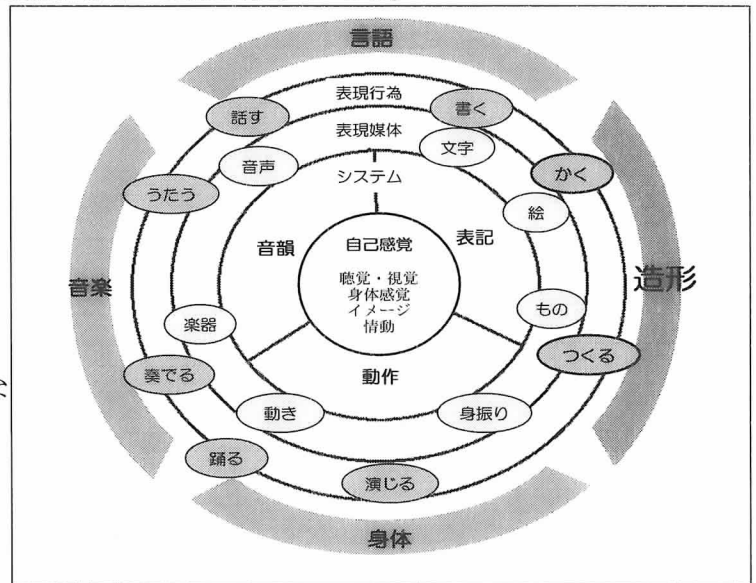 言語
表現行為
話す
書く
表現媒体
音声
文字
かく
システム
うたう
絵
音韻
自己感覚
表記
聴覚・視覚
身体感覚
イメージ
情動
音楽
造形
楽器
もの
奏でる
つくる
動作
動き
身振り
踊る
演じる
身体